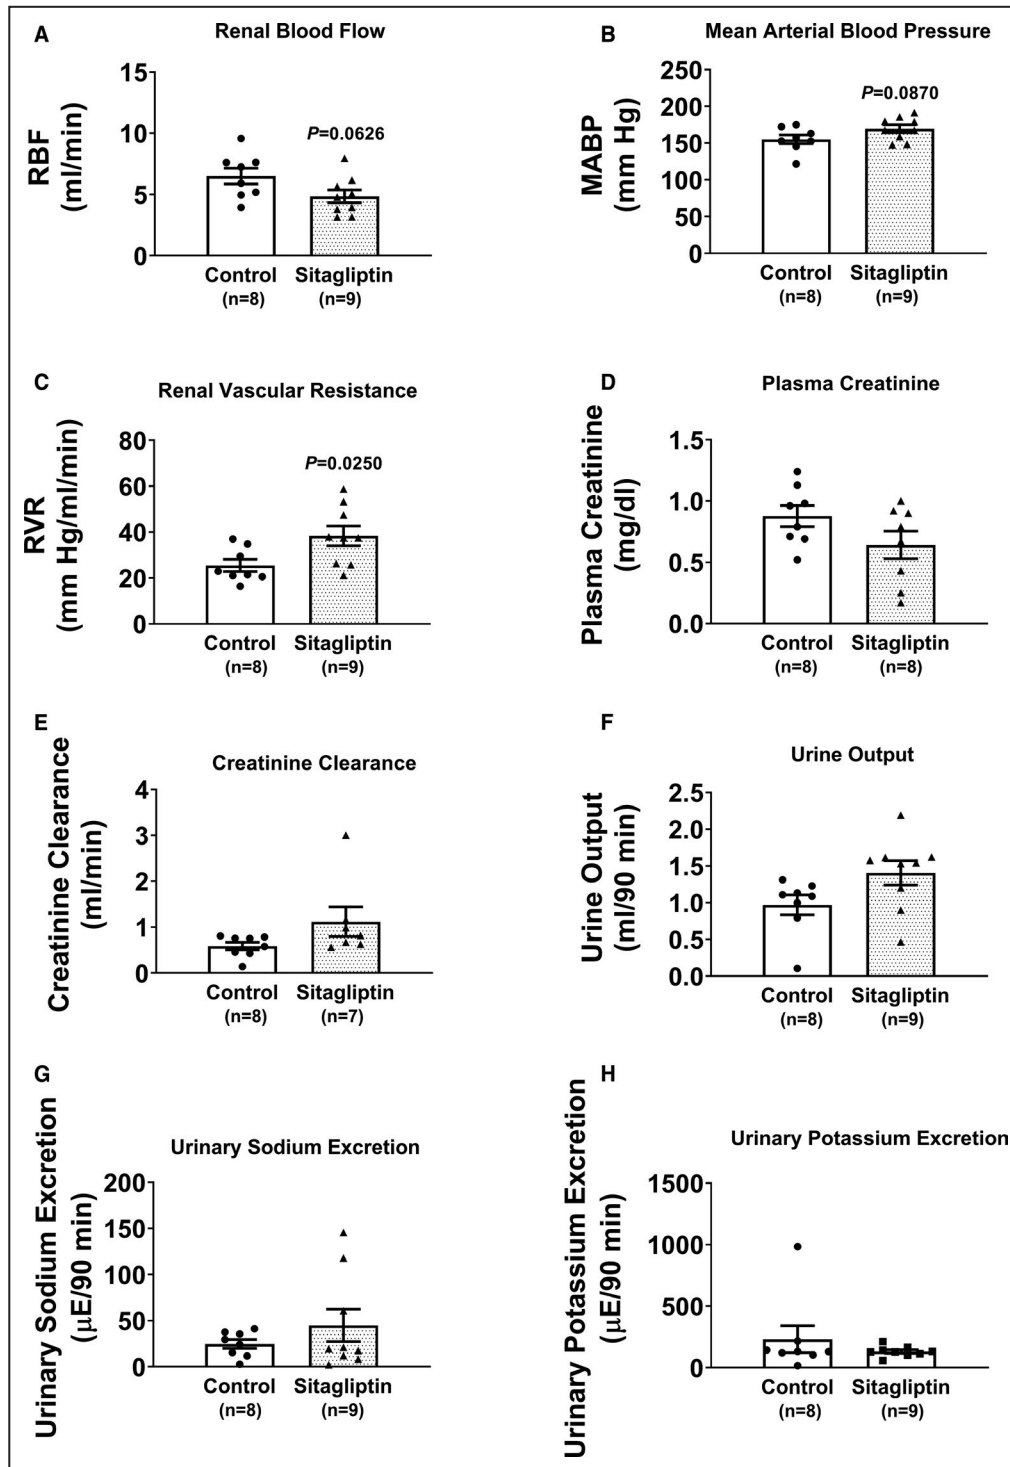 A
Renal Blood Flow
RBF
(ml/min)
15
10
5
0
P=0.0626
Control
Sitagliptin
(n=8)
(n=9)
B
Mean Arterial Blood Pressure
MABP
(mm Hg)
250
200
150
100
50
0
P=0.0870
Control
Sitagliptin
(n=8)
(n=9)
C
Renal Vascular Resistance
RVR
(mm Hg/ml/min)
80
60
40
20
0
P=0.0250
Control
Sitagliptin
(n=8)
(n=9)
D
Plasma Creatinine
Plasma Creatinine
(mg/dl)
1.5
1.0
0.5
0.0
Control
Sitagliptin
(n=8)
(n=8)
E
Creatinine Clearance
Creatinine Clearance
(ml/min)
4
3
2
1
0
Control
Sitagliptin
(n=8)
(n=7)
F
Urine Output
Urine Output
(ml/90 min)
2.5
2.0
1.5
1.0
0.5
0.0
Control
Sitagliptin
(n=8)
(n=9)
G
Urinary Sodium Excretion
Urinary Sodium Excretion
(µE/90 min)
200
150
100
50
0
Control
Sitagliptin
(n=8)
(n=9)
H
Urinary Potassium Excretion
Urinary Potassium Excretion
(µE/90 min)
1500
1000
500
0
Control
Sitagliptin
(n=8)
(n=9)